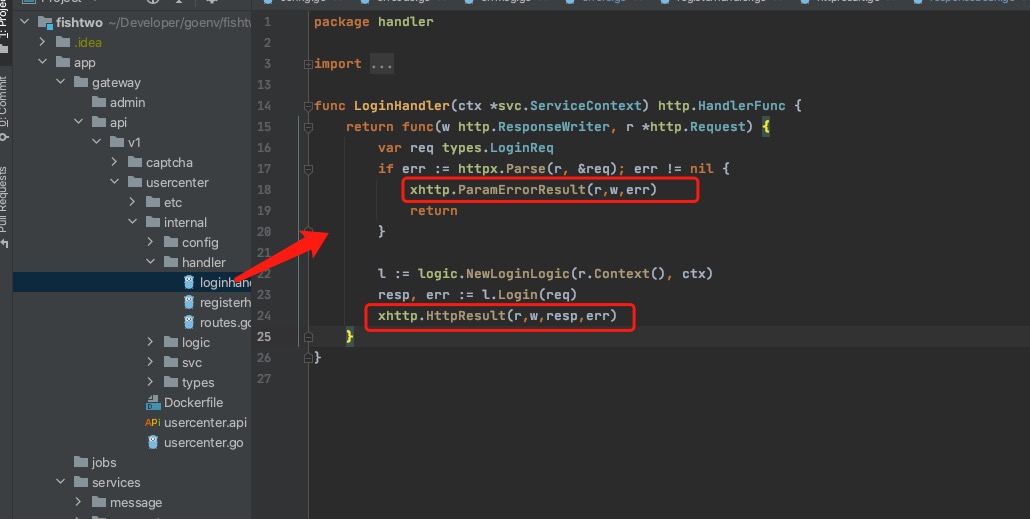 fishtwo ~/Developer/goenv/fishtw
.idea
app
gateway
admin
api
v1
captcha
usercenter
etc
internal
config
handler
loginhan
registerh
routes.go
logic
svc
types
Dockerfile
API usercenter.api
usercenter.go
jobs
services
message
0: Commit
Pull Requests
1 package handler
2
3 import ...
13
14 func LoginHandler(ctx *svc.ServiceContext) http.HandlerFunc {
15 return func(w http.ResponseWriter, r *http.Request) {
16 var req types.LoginReq
17 if err := httpx.Parse(r, &req); err != nil {
18 xhttp.ParamErrorResult(r,w,err)
19 return
20 }
21
22 l := logic.NewLoginLogic(r.Context(), ctx)
23 resp, err := l.Login(req)
24 xhttp.HttpResult(r,w,resp,err)
25 }
26 }
27